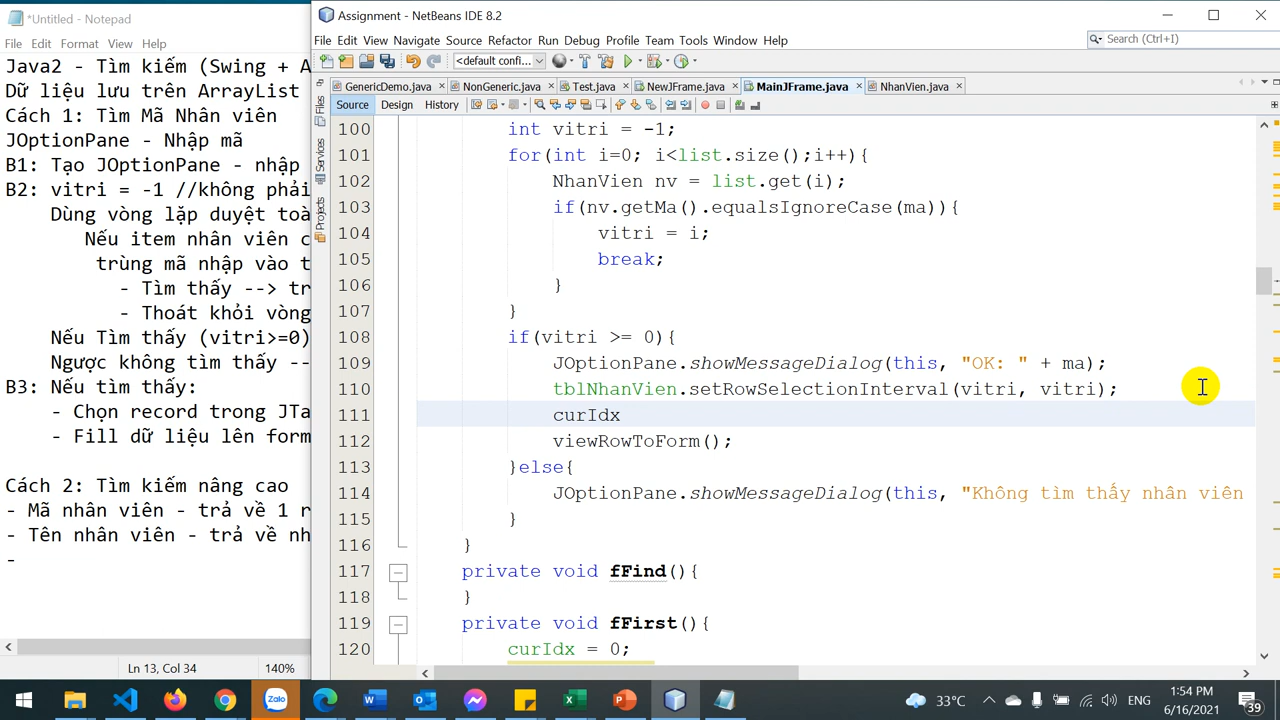 *Untitled - Notepad
File Edit Format View Help
Java2 - Tìm kiếm (Swing + A
Dữ liệu lưu trên ArrayList
Cách 1: Tìm Mã Nhân viên
JOptionPane - Nhập mã
B1: Tạo JOptionPane - nhập
B2: vitri = -1 //không phải
Dùng vòng lặp duyệt toà
Nếu item nhân viên c
trùng mã nhập vào t
- Tìm thấy --> tr
- Thoát khỏi vòng
Nếu Tìm thấy (vitri>=0)
Ngược không tìm thấy --
B3: Nếu tìm thấy:
- Chọn record trong JTa
- Fill dữ liệu lên form
Cách 2: Tìm kiếm nâng cao
- Mã nhân viên - trả về 1 r
- Tên nhân viên - trả về nh
-
Ln 13, Col 34 140%
Assignment - NetBeans IDE 8.2
File Edit View Navigate Source Refactor Run Debug Profile Team Tools Window Help
Search (Ctrl+I)
<default confi...
GenericDemo.java NonGeneric.java Test.java NewJFrame.java MainJFrame.java NhanVien.java
Source Design History
Files
Services
Projects
100 int vitri = -1;
101 for(int i=0; i<list.size();i++){
102 NhanVien nv = list.get(i);
103 if(nv.getMa().equalsIgnoreCase(ma)){
104 vitri = i;
105 break;
106 }
107 }
108 if(vitri >= 0){
109 JOptionPane.showMessageDialog(this, "OK: " + ma);
110 tblNhanVien.setRowSelectionInterval(vitri, vitri);
111 curIdx
112 viewRowToForm();
113 }else{
114 JOptionPane.showMessageDialog(this, "Không tìm thấy nhân viên
115 }
116 }
117 private void fFind(){
118 }
119 private void fFirst(){
120 curIdx = 0;
Zalo
33°C
ENG
1:54 PM
6/16/2021
39